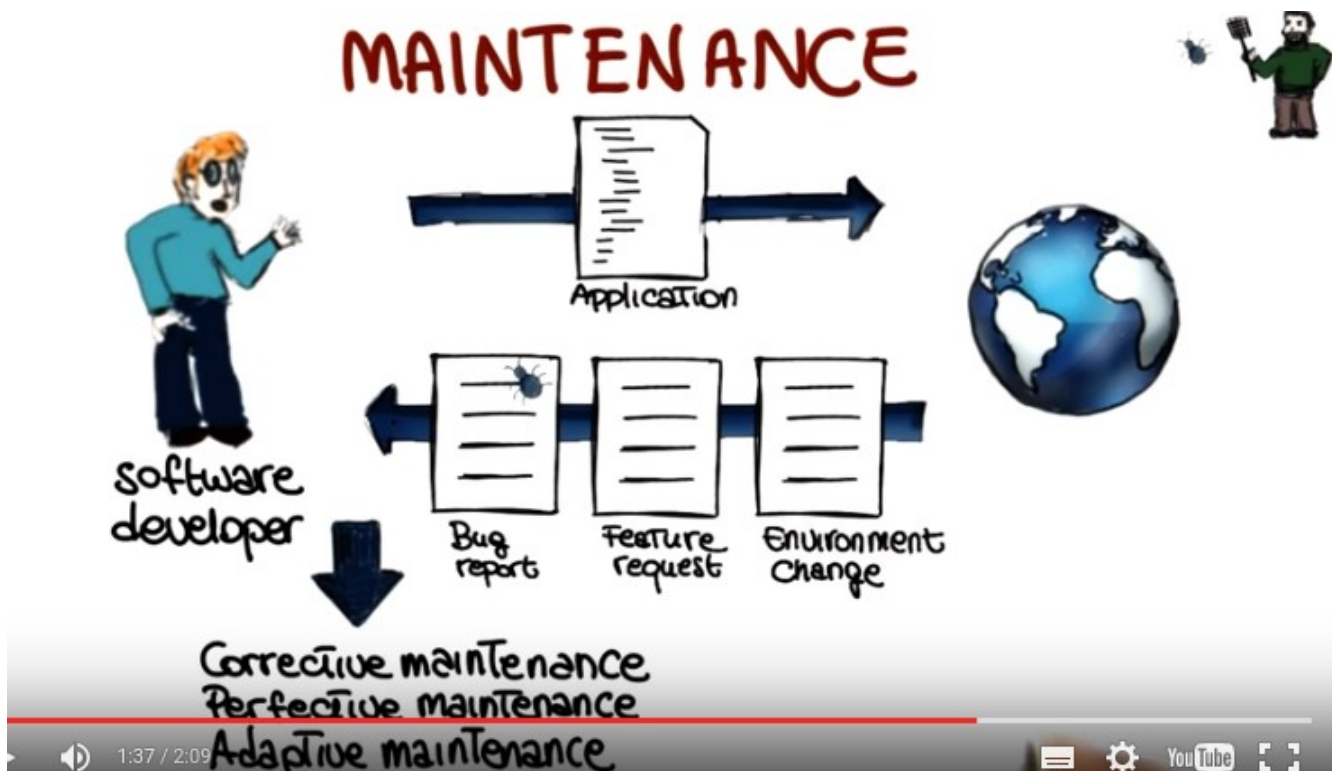 MAINTENANCE
Application
software
developer
Bug
report
Feature
request
Environment
Change
Corrective maintenance
Perfective maintenance
Adaptive maintenance
1:37 / 2:09
YouTube